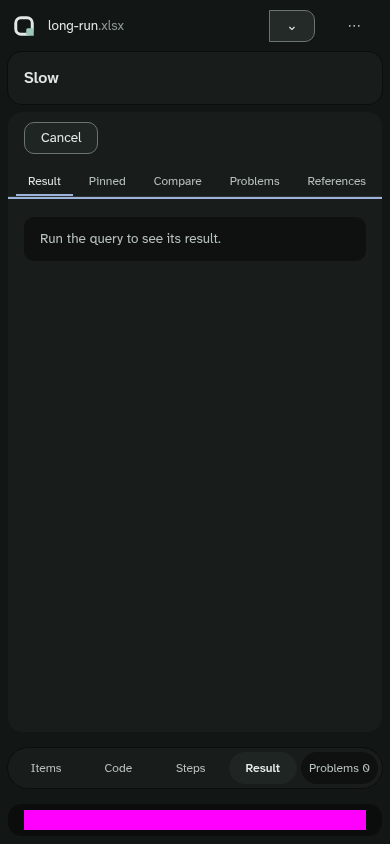 long-run.xlsx
⌄
...
Slow
Cancel
Result Pinned Compare Problems References
Run the query to see its result.
Items Code Steps Result Problems 0